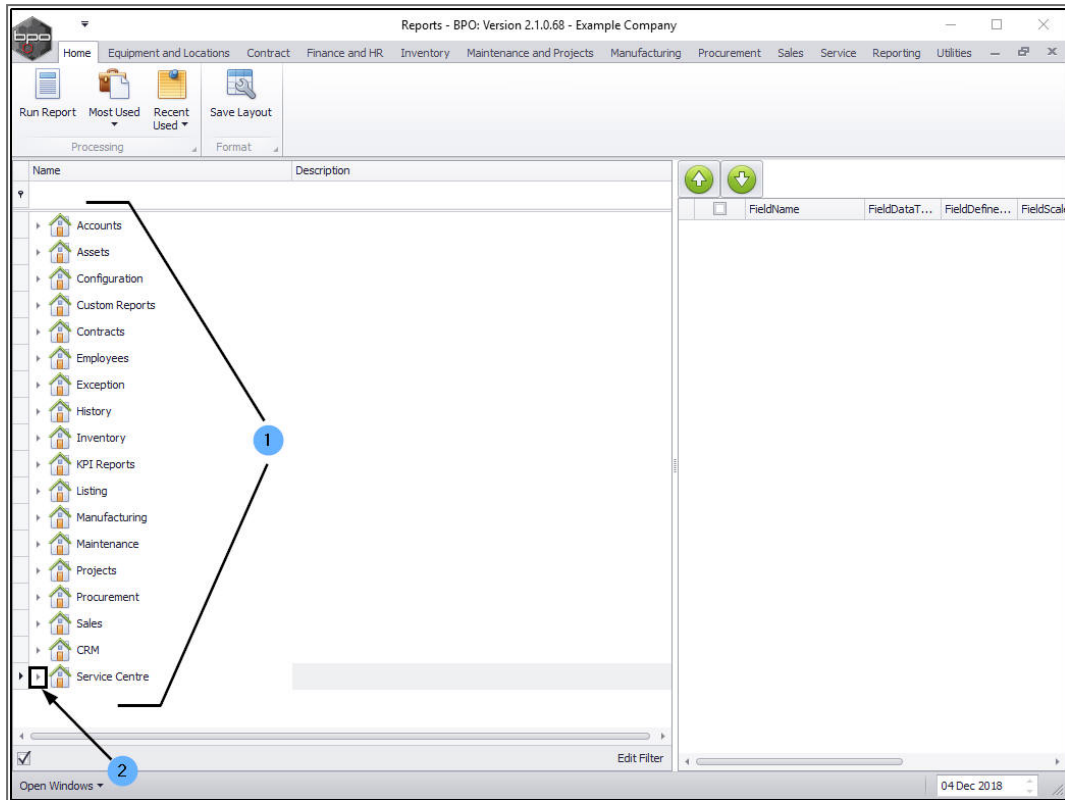 bpo
Reports - BPO: Version 2.1.0.68 - Example Company
Home Equipment and Locations Contract Finance and HR Inventory Maintenance and Projects Manufacturing Procurement Sales Service Reporting Utilities
Run Report Most Used Recent Used Save Layout
Processing Format
Name Description
FieldName FieldDataT... FieldDefine... FieldScal
Accounts
Assets
Configuration
Custom Reports
Contracts
Employees
Exception
History
Inventory
1
KPI Reports
Listing
Manufacturing
Maintenance
Projects
Procurement
Sales
CRM
Service Centre
Edit Filter
2
Open Windows 04 Dec 2018